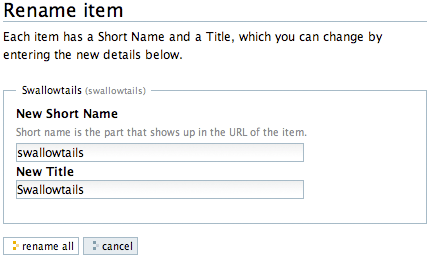 Rename item
Each item has a Short Name and a Title, which you can change by
entering the new details below.
Swallowtails (swallowtails)
New Short Name
Short name is the part that shows up in the URL of the item.
swallowtails
New Title
Swallowtails
rename all cancel